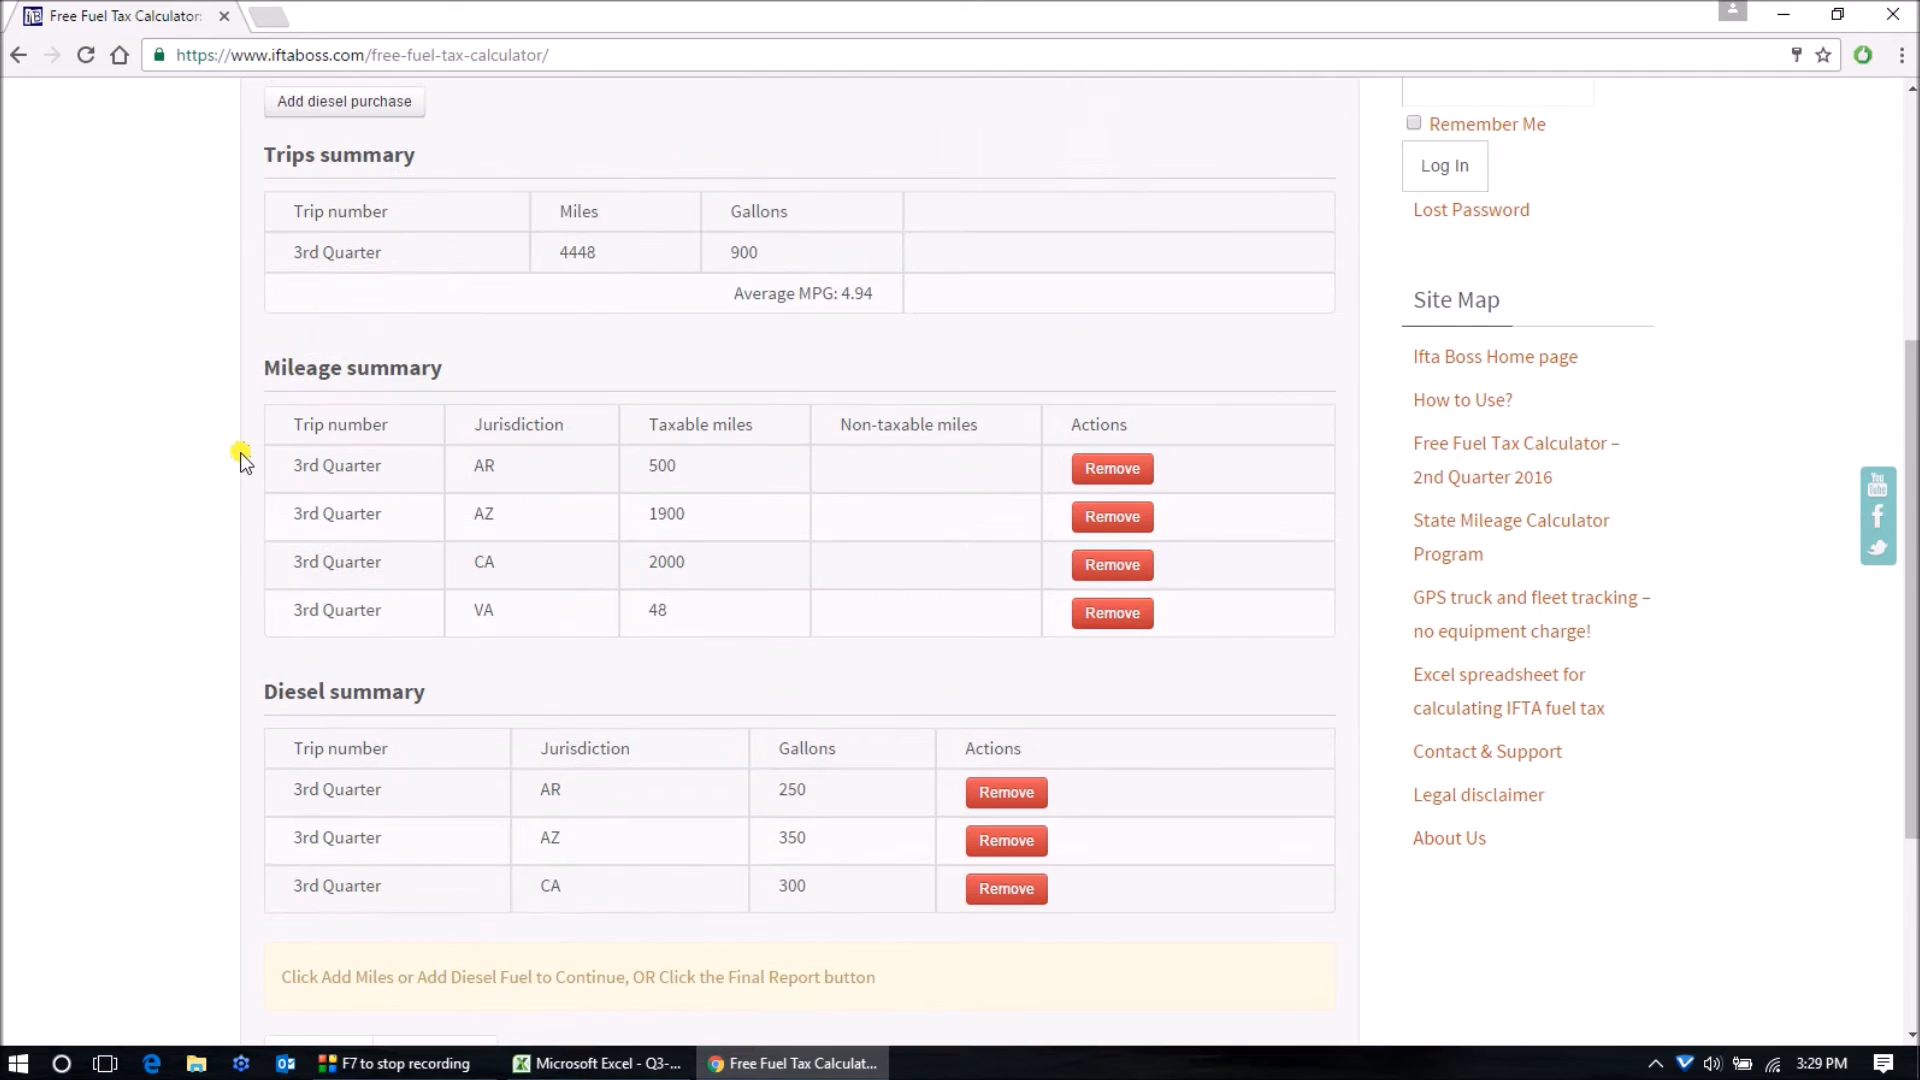 Free Fuel Tax Calculator:
https://www.iftaboss.com/free-fuel-tax-calculator/
Add diesel purchase
Trips summary
Trip number Miles Gallons
3rd Quarter 4448 900
Average MPG: 4.94
Mileage summary
Trip number Jurisdiction Taxable miles Non-taxable miles Actions
3rd Quarter AR 500 Remove
3rd Quarter AZ 1900 Remove
3rd Quarter CA 2000 Remove
3rd Quarter VA 48 Remove
Diesel summary
Trip number Jurisdiction Gallons Actions
3rd Quarter AR 250 Remove
3rd Quarter AZ 350 Remove
3rd Quarter CA 300 Remove
Click Add Miles or Add Diesel Fuel to Continue, OR Click the Final Report button
Remember Me
Log In
Lost Password
Site Map
Ifta Boss Home page
How to Use?
Free Fuel Tax Calculator –
2nd Quarter 2016
State Mileage Calculator
Program
GPS truck and fleet tracking –
no equipment charge!
Excel spreadsheet for
calculating IFTA fuel tax
Contact & Support
Legal disclaimer
About Us
You
Tube
F7 to stop recording
Microsoft Excel - Q3-...
Free Fuel Tax Calculat...
3:29 PM